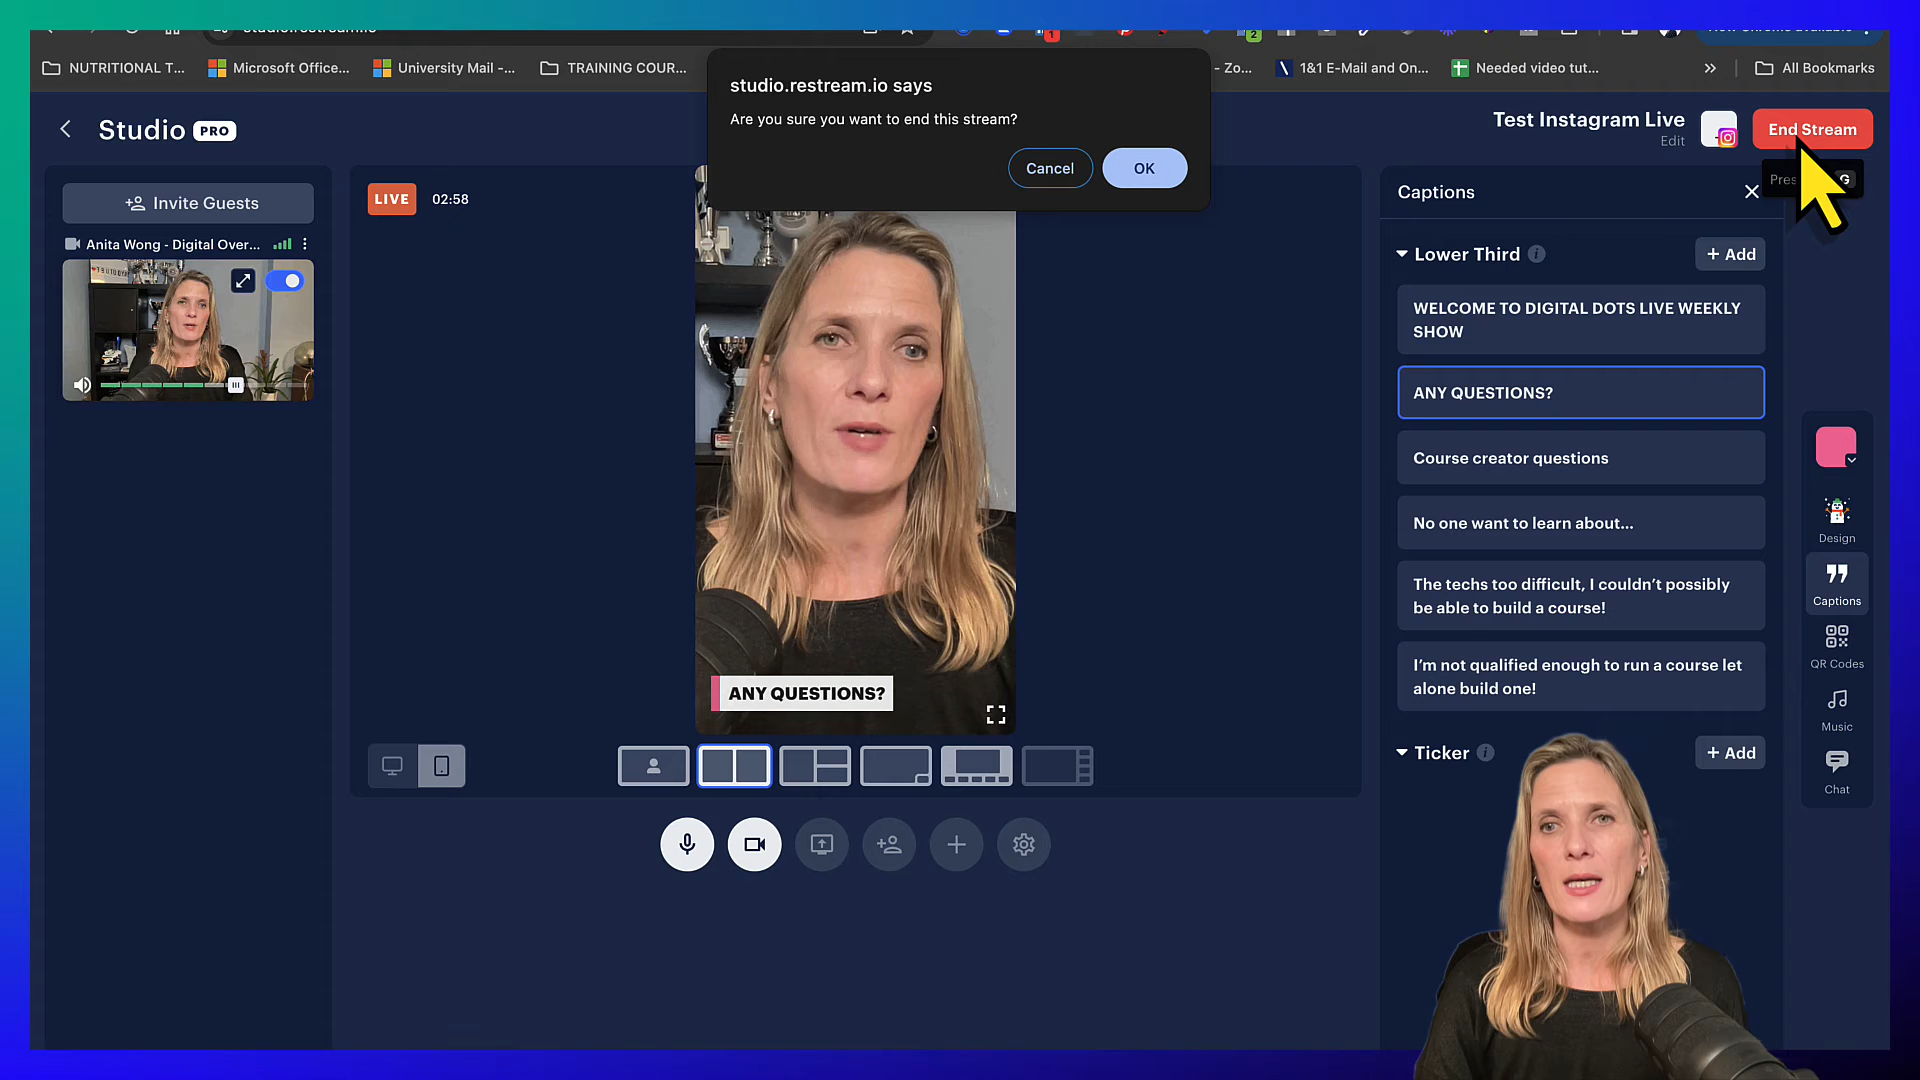 NUTRITIONAL T...
Microsoft Office...
University Mail -...
TRAINING COUR...
- Zo...
1&1 E-Mail and On...
Needed video tut...
All Bookmarks
1
2
studio.restream.io says
Are you sure you want to end this stream?
Cancel
OK
Studio PRO
Test Instagram Live
Edit
End Stream
G
Invite Guests
Anita Wong - Digital Over...
LIVE 02:58
ANY QUESTIONS?
Captions
Lower Third
+ Add
WELCOME TO DIGITAL DOTS LIVE WEEKLY
SHOW
ANY QUESTIONS?
Course creator questions
No one want to learn about...
The techs too difficult, I couldn’t possibly
be able to build a course!
I’m not qualified enough to run a course let
alone build one!
Ticker
+ Add
Design
Captions
QR Codes
Music
Chat